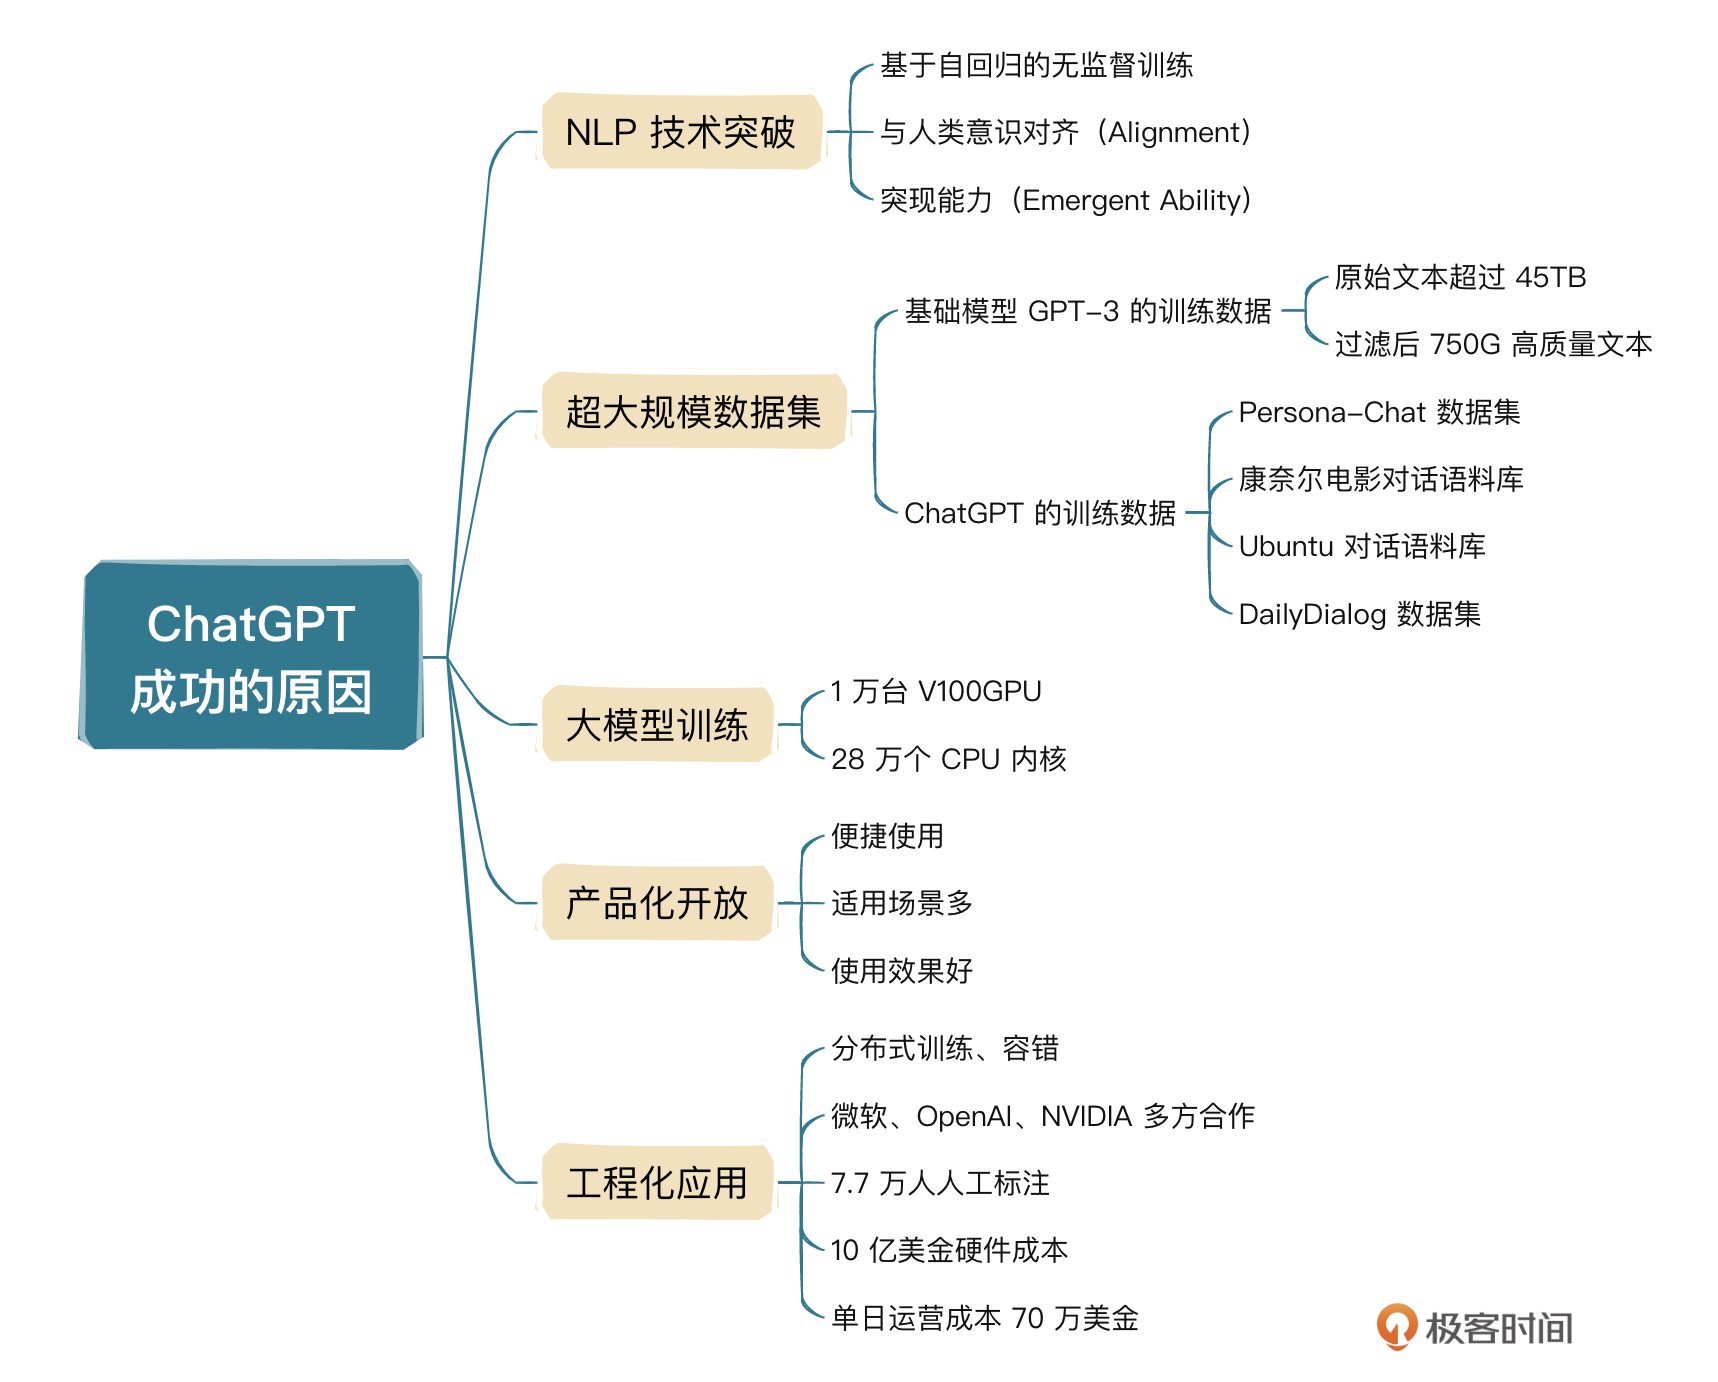 ChatGPT
成功的原因
NLP 技术突破
基于自回归的无监督训练
与人类意识对齐（Alignment）
突现能力（Emergent Ability）
超大规模数据集
基础模型 GPT-3 的训练数据
原始文本超过 45TB
过滤后 750G 高质量文本
ChatGPT 的训练数据
Persona-Chat 数据集
康奈尔电影对话语料库
Ubuntu 对话语料库
DailyDialog 数据集
大模型训练
1 万台 V100GPU
28 万个 CPU 内核
产品化开放
便捷使用
适用场景多
使用效果好
工程化应用
分布式训练、容错
微软、OpenAI、NVIDIA 多方合作
7.7 万人人工标注
10 亿美金硬件成本
单日运营成本 70 万美金
极客时间